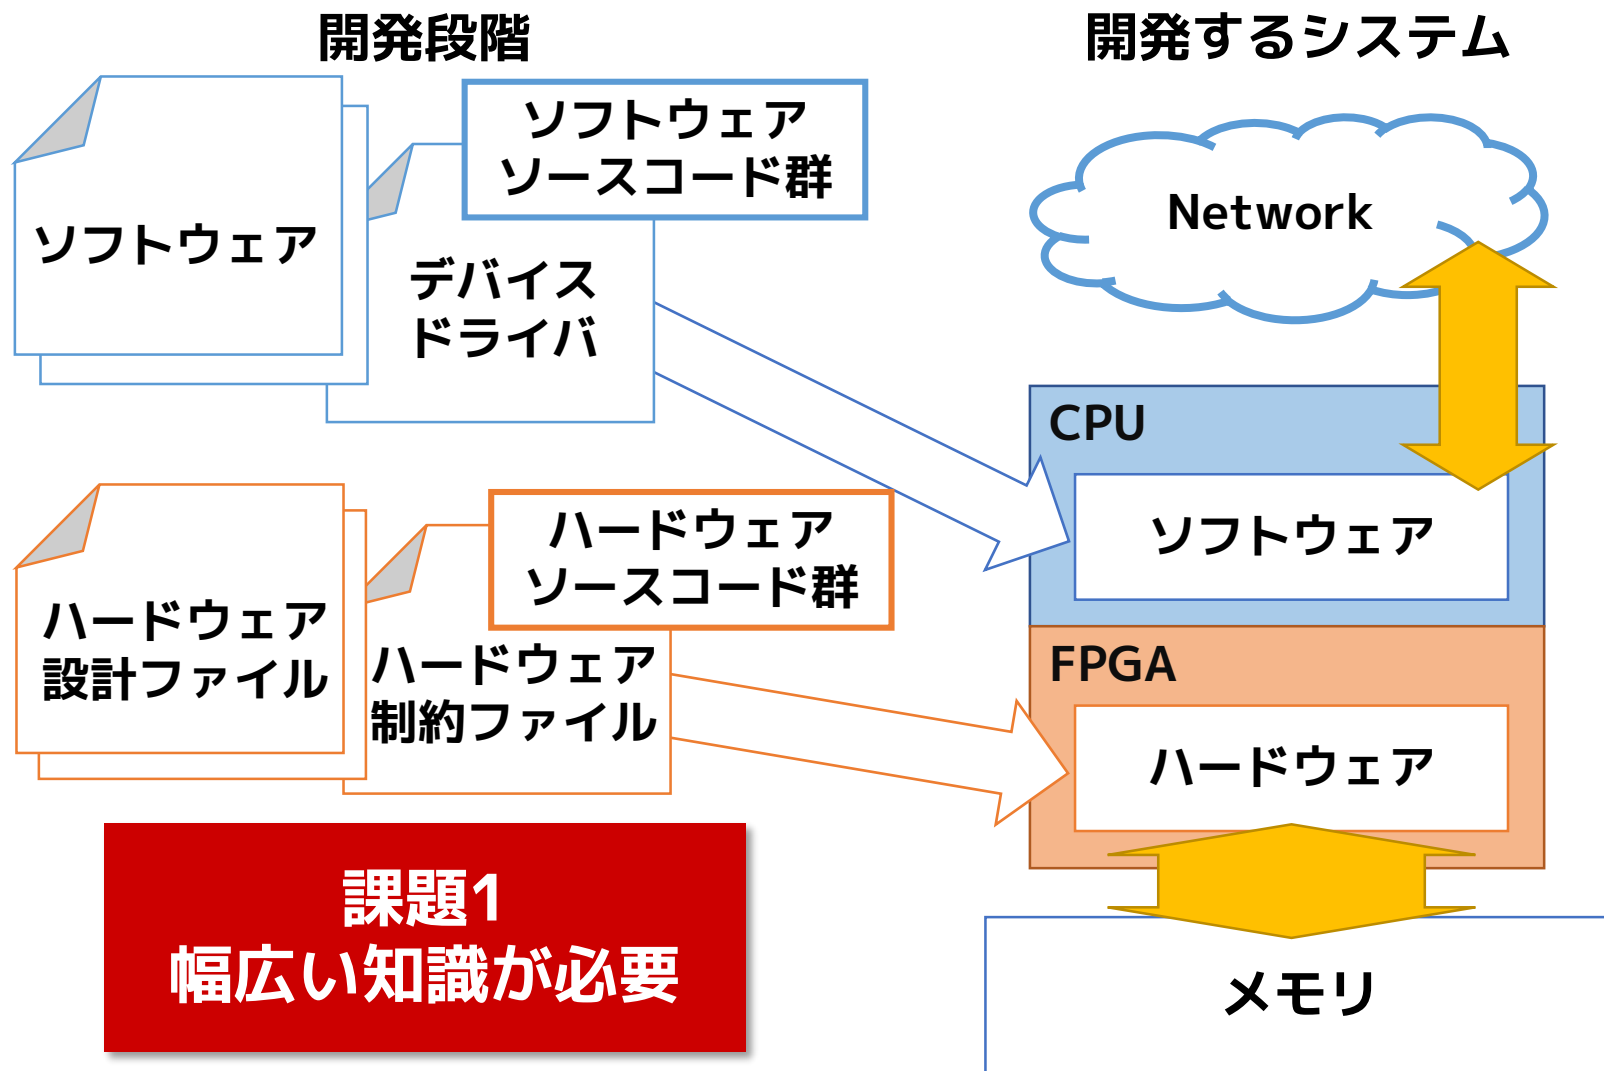 開発段階
開発するシステム
ソフトウェア
ソースコード群
ソフトウェア
デバイス
ドライバ
Network
CPU
ソフトウェア
ハードウェア
ソースコード群
ハードウェア
設計ファイル
ハードウェア
制約ファイル
FPGA
ハードウェア
課題1
幅広い知識が必要
メモリ